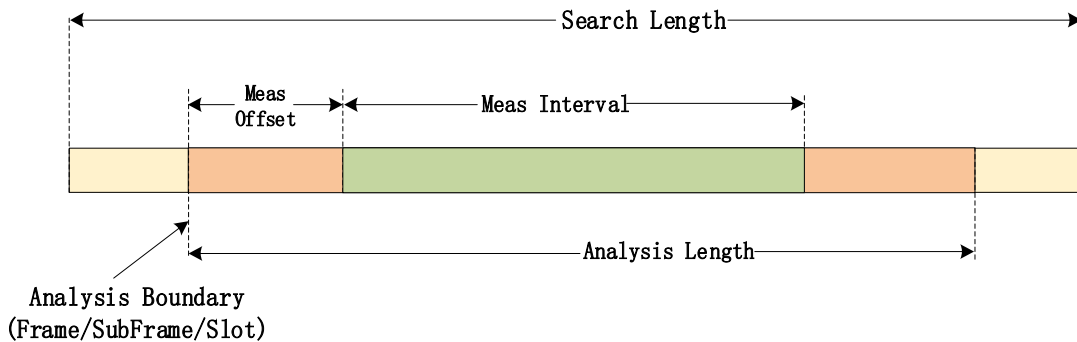 Search Length
Meas
Offset
Meas Interval
Analysis Length
Analysis Boundary
(Frame/SubFrame/Slot)